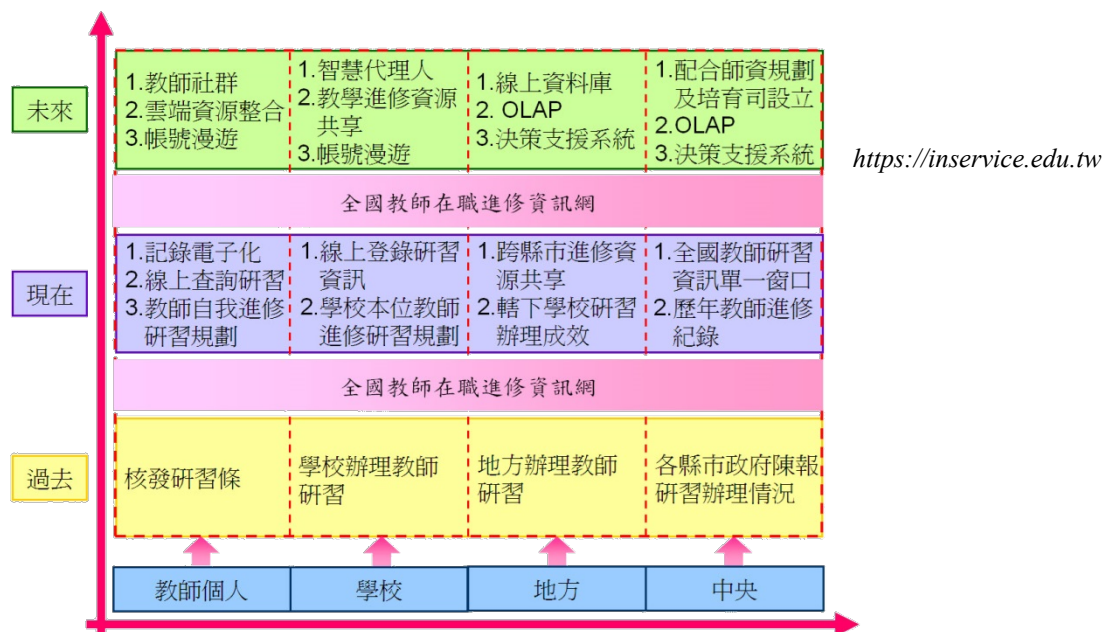 未來
1.教師社群
2.雲端資源整合
3.帳號漫遊
1.智慧代理人
2.教學進修資源
共享
3.帳號漫遊
1.線上資料庫
2. OLAP
3.決策支援系統
1.配合師資規劃
及培育司設立
2.OLAP
3.決策支援系統
https://inservice.edu.tw
全國教師在職進修資訊網
現在
1.記錄電子化
2.線上查詢研習
3.教師自我進修
研習規劃
1.線上登錄研習
資訊
2.學校本位教師
進修研習規劃
1.跨縣市進修資
源共享
2.轄下學校研習
辦理成效
1.全國教師研習
資訊單一窗口
2.歷年教師進修
紀錄
全國教師在職進修資訊網
過去
核發研習條
學校辦理教師
研習
地方辦理教師
研習
各縣市政府陳報
研習辦理情況
教師個人
學校
地方
中央